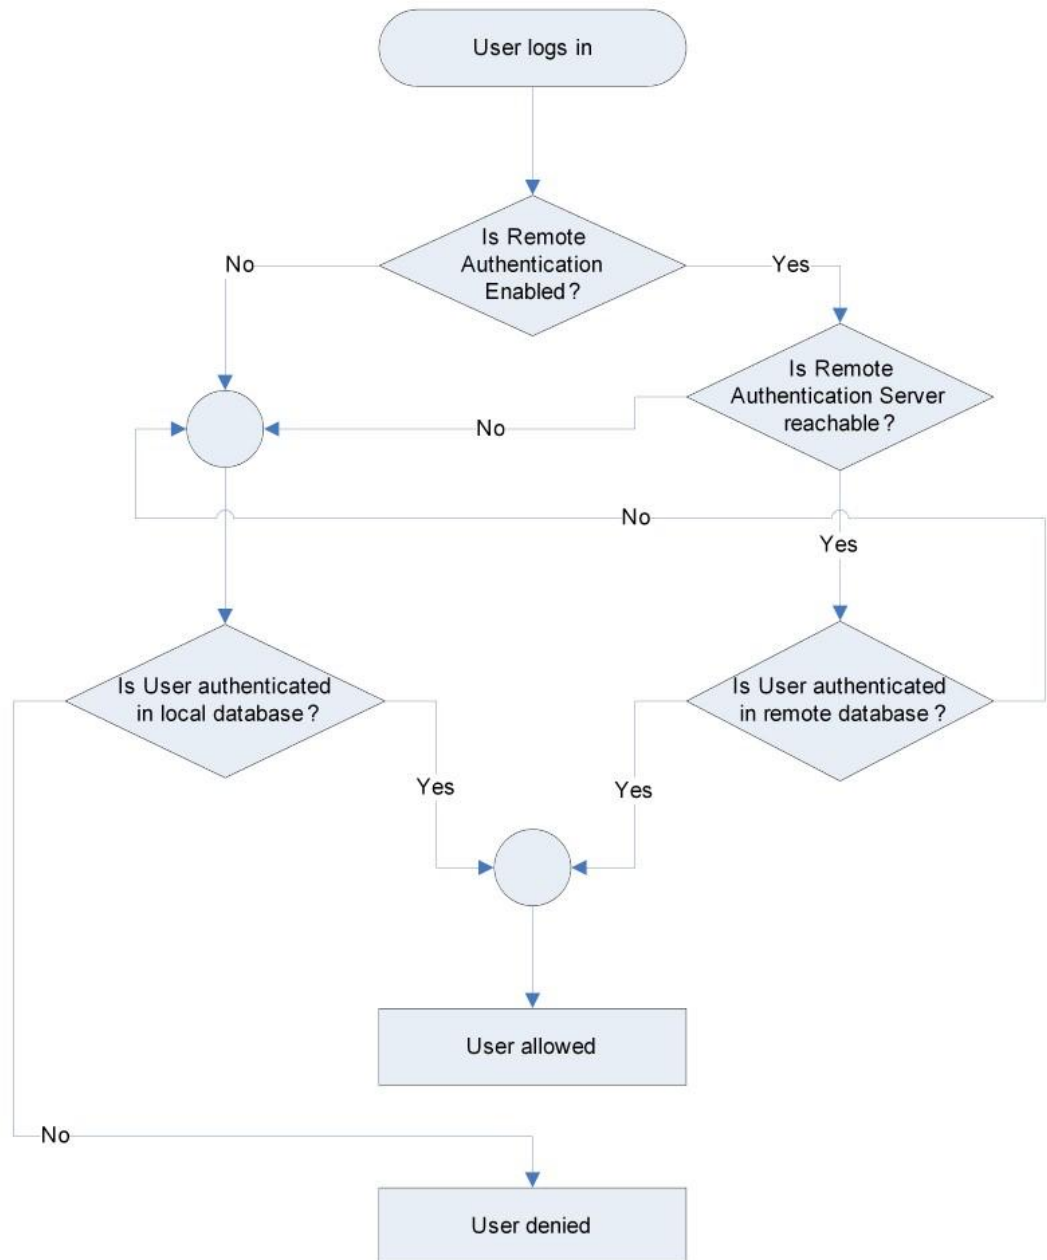 User logs in
Is Remote
Authentication
Enabled?
No
Yes
Is Remote
Authentication Server
reachable?
No
No
Yes
Is User authenticated
in local database?
Is User authenticated
in remote database?
Yes
Yes
User allowed
No
User denied